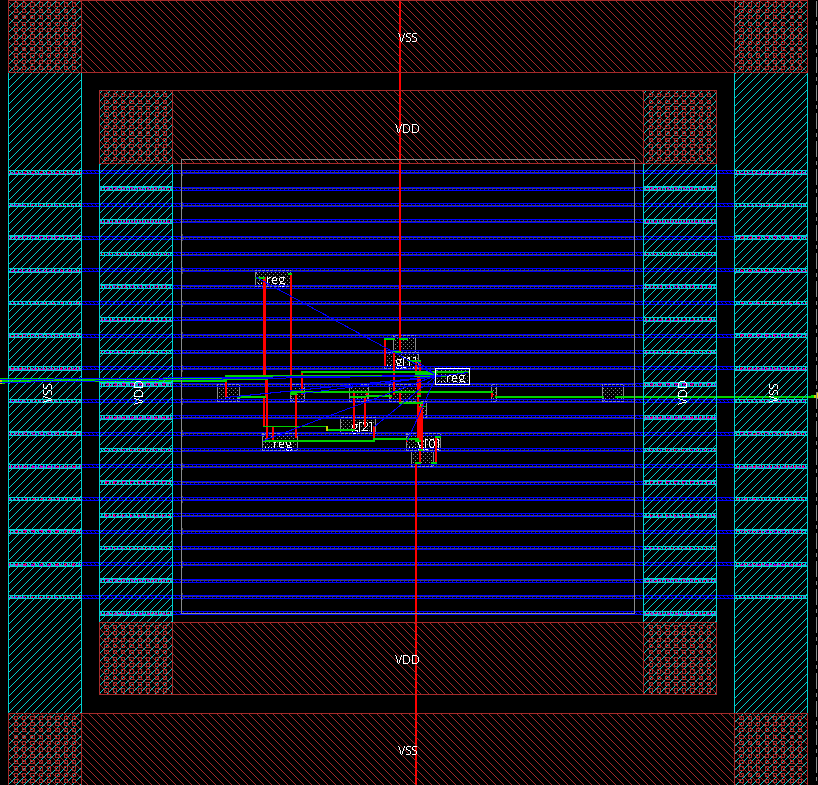 VSS
VDD
reg
g[1]
reg
VSS
VDD
VDD
VSS
g[2]
reg
[0]
VDD
VSS